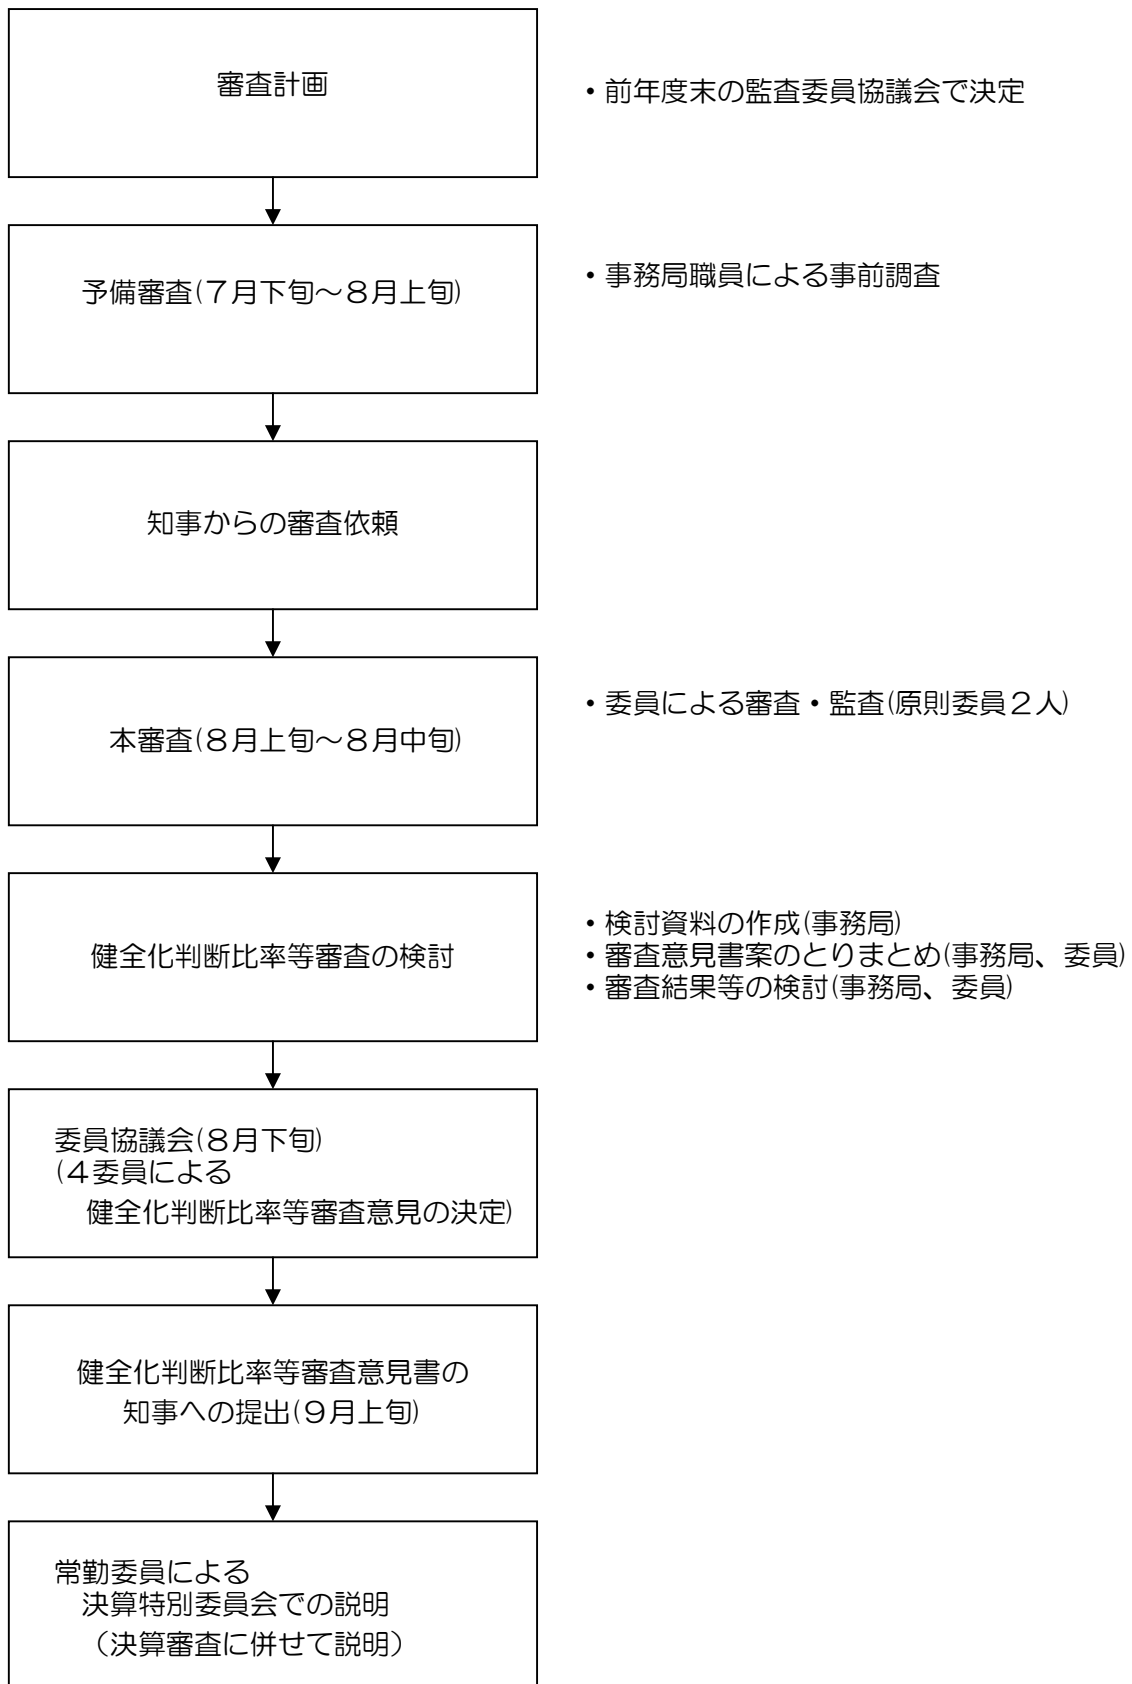 審査計画
・前年度末の監査委員協議会で決定
予備審査(7月下旬~8月上旬)
・事務局職員による事前調査
知事からの審査依頼
本審査(8月上旬~8月中旬)
・委員による審査・監査(原則委員2人)
健全化判断比率等審査の検討
・検討資料の作成(事務局)
・審査意見書案のとりまとめ(事務局、委員)
・審査結果等の検討(事務局、委員)
委員協議会(8月下旬)
(4委員による
健全化判断比率等審査意見の決定)
健全化判断比率等審査意見書の
知事への提出(9月上旬)
常勤委員による
決算特別委員会での説明
(決算審査に併せて説明)